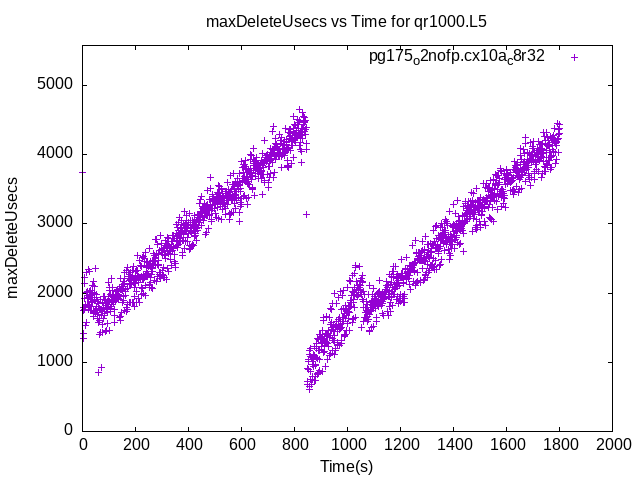 maxDeleteUsecs vs Time for qr1000.L5
pg175o2nofp.cx10ac8r32
5000
4000
3000
2000
1000
0
maxDeleteUsecs
0 200 400 600 800 1000 1200 1400 1600 1800 2000
Time(s)